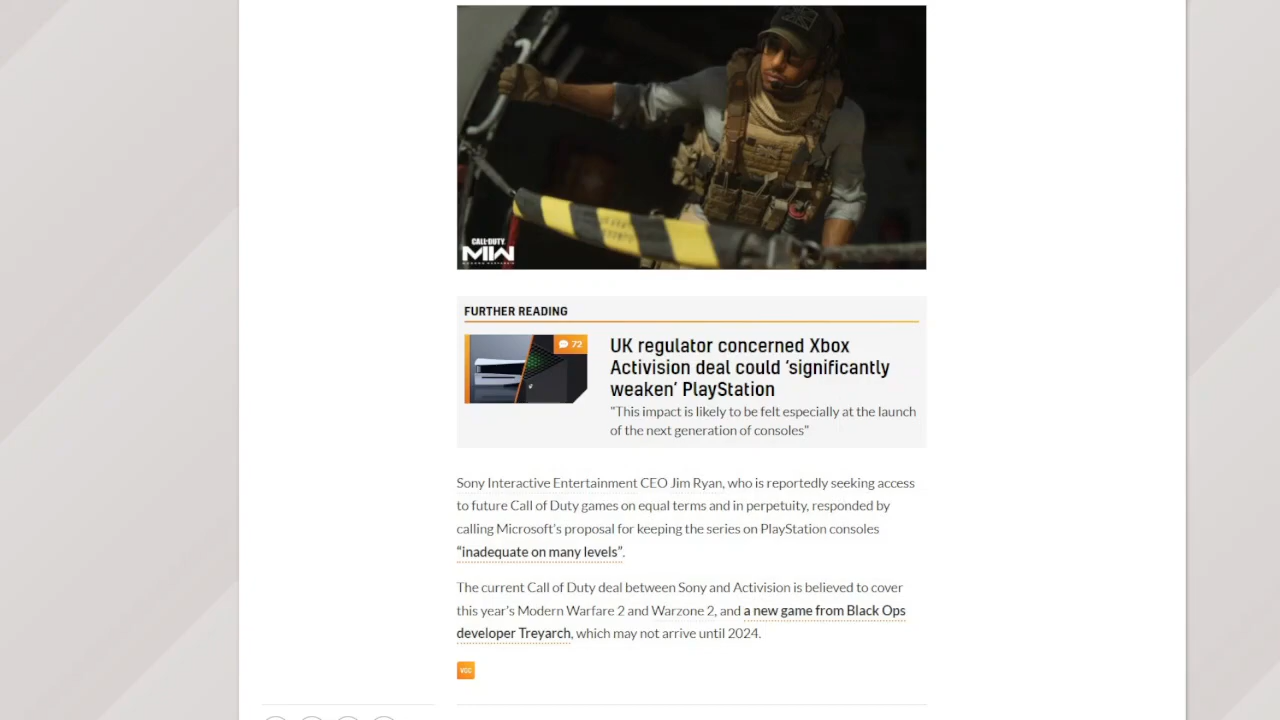 CALL·DUTY
MW
FURTHER READING
72
UK regulator concerned Xbox
Activision deal could ‘significantly
weaken’ PlayStation
"This impact is likely to be felt especially at the launch
of the next generation of consoles"
Sony Interactive Entertainment CEO Jim Ryan, who is reportedly seeking access
to future Call of Duty games on equal terms and in perpetuity, responded by
calling Microsoft’s proposal for keeping the series on PlayStation consoles
“inadequate on many levels”.
The current Call of Duty deal between Sony and Activision is believed to cover
this year’s Modern Warfare 2 and Warzone 2, and a new game from Black Ops
developer Treyarch, which may not arrive until 2024.
VGC